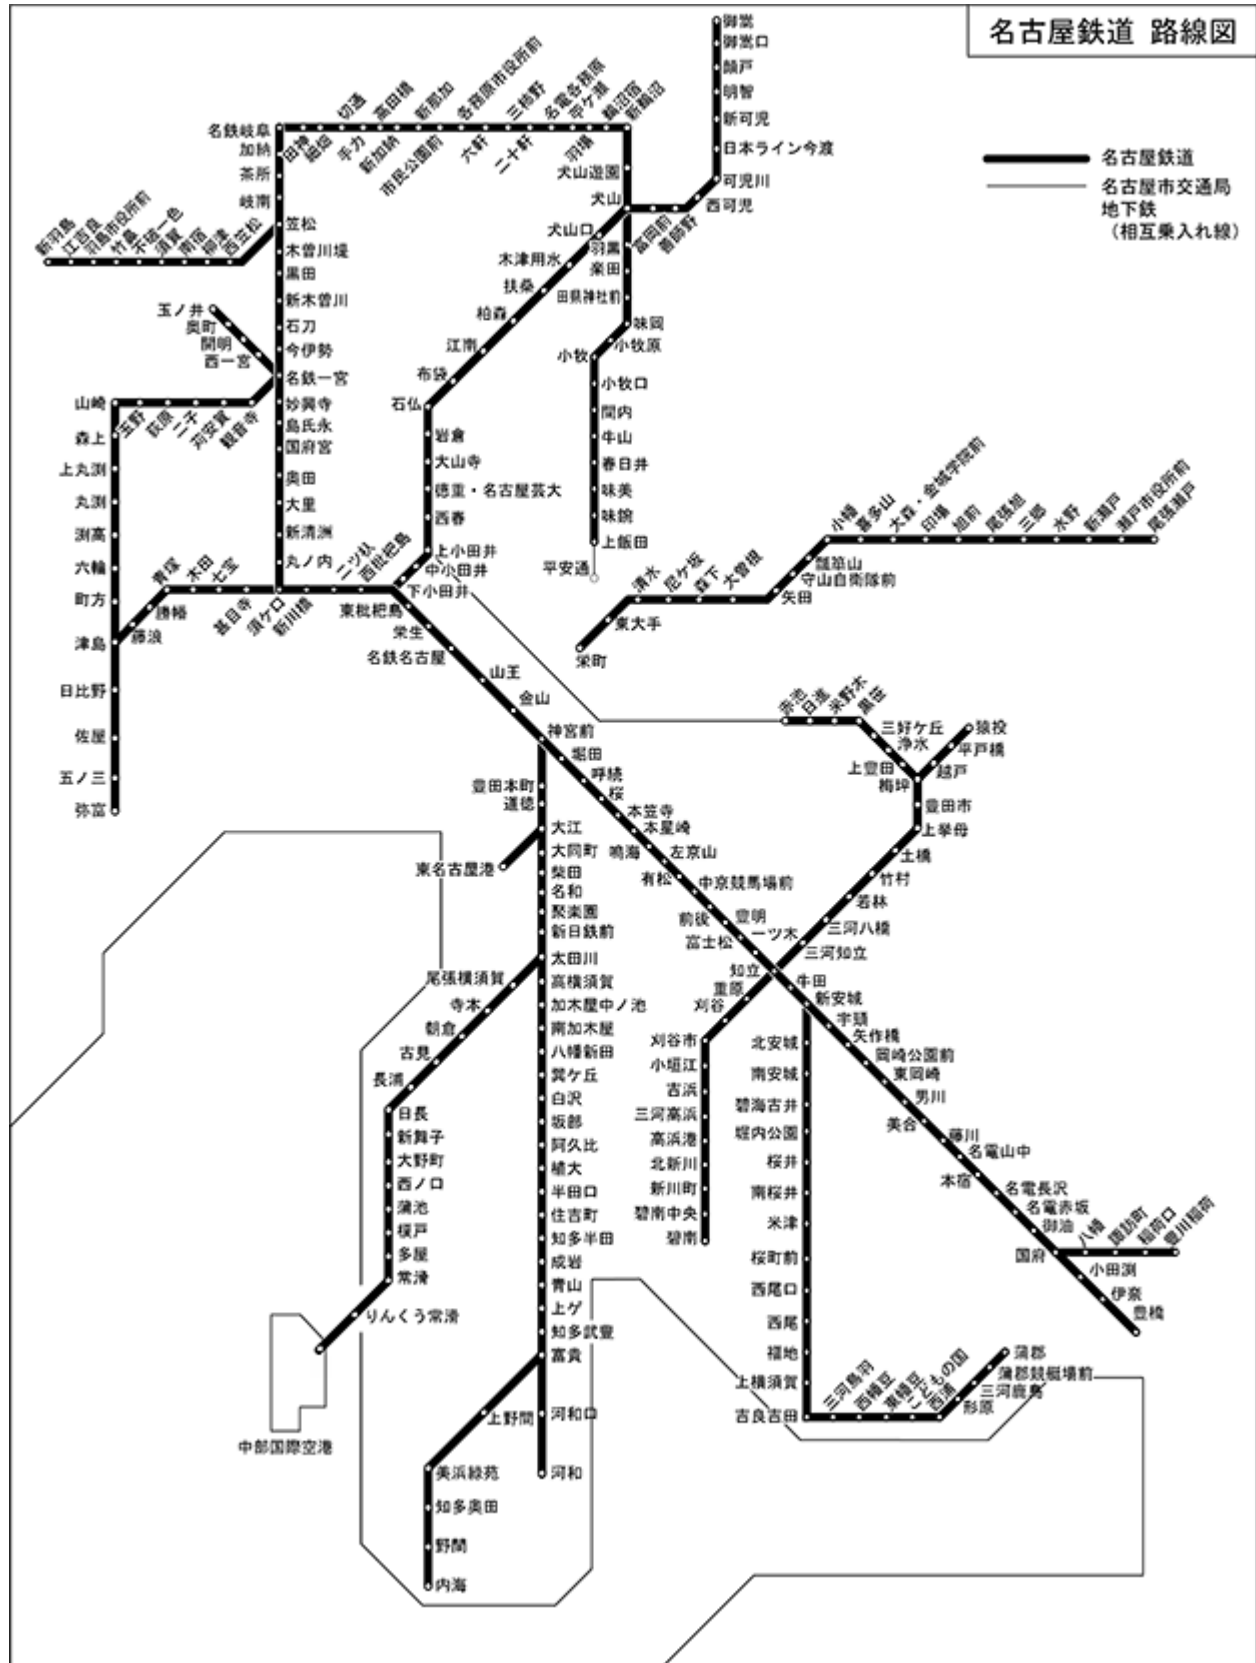 名古屋鉄道 路線図
名古屋鉄道
名古屋市交通局
地下鉄
（相互乗入れ線）
御嵩
御嵩口
顔戸
明智
新可児
日本ライン今渡
可児川
西可児
善師野
富岡前
名鉄岐阜
田神
細畑
切通
手力
高田橋
新加納
新那加
市民公園前
各務原市役所前
六軒
三柿野
二十軒
名電各務原
苧ケ瀬
羽場
鵜沼宿
新鵜沼
犬山遊園
犬山
加納
茶所
岐南
笠松
木曽川堤
黒田
新木曽川
石刀
今伊勢
名鉄一宮
妙興寺
島氏永
国府宮
奥田
大里
新清洲
丸ノ内
新羽島
江吉良
羽島市役所前
竹鼻
不破一色
須賀
南宿
柳津
西笠松
玉ノ井
奥町
開明
西一宮
山崎
玉野
萩原
二子
苅安賀
観音寺
森上
上丸渕
丸渕
渕高
六輪
町方
津島
日比野
佐屋
五ノ三
弥富
藤浪
勝幡
青塚
木田
七宝
甚目寺
須ケ口
新川橋
二ツ杁
西枇杷島
東枇杷島
栄生
名鉄名古屋
山王
金山
神宮前
犬山口
木津用水
扶桑
柏森
江南
布袋
石仏
岩倉
大山寺
徳重・名古屋芸大
西春
上小田井
中小田井
下小田井
羽黒
楽田
田県神社前
味岡
小牧原
小牧
小牧口
間内
牛山
春日井
味美
味鋺
上飯田
平安通
栄町
東大手
清水
尼ケ坂
森下
大曽根
矢田
守山自衛隊前
瓢箪山
小幡
喜多山
大森・金城学院前
印場
旭前
尾張旭
三郷
水野
新瀬戸
瀬戸市役所前
尾張瀬戸
赤池
日進
米野木
黒笹
三好ケ丘
浄水
上豊田
梅坪
猿投
平戸橋
越戸
豊田市
上挙母
土橋
竹村
若林
三河八橋
三河知立
堀田
呼続
桜
本笠寺
本星崎
鳴海
左京山
有松
中京競馬場前
前後
豊明
富士松
一ツ木
知立
牛田
新安城
宇頭
矢作橋
岡崎公園前
東岡崎
男川
美合
藤川
名電山中
本宿
名電長沢
名電赤坂
御油
国府
八幡
諏訪町
稲荷口
豊川稲荷
小田渕
伊奈
豊橋
重原
刈谷
刈谷市
小垣江
吉浜
三河高浜
高浜港
北新川
新川町
碧南中央
碧南
北安城
南安城
碧海古井
堀内公園
桜井
南桜井
米津
桜町前
西尾口
西尾
福地
上横須賀
吉良吉田
三河鳥羽
西幡豆
東幡豆
こどもの国
西浦
形原
三河鹿島
蒲郡競艇場前
蒲郡
豊田本町
道徳
大江
東名古屋港
大同町
柴田
名和
聚楽園
新日鉄前
太田川
高横須賀
加木屋中ノ池
南加木屋
八幡新田
巽ケ丘
白沢
坂部
阿久比
植大
半田口
住吉町
知多半田
成岩
青山
上ゲ
知多武豊
富貴
河和口
河和
上野間
美浜緑苑
知多奥田
野間
内海
尾張横須賀
寺本
朝倉
古見
長浦
日長
新舞子
大野町
西ノ口
蒲池
榎戸
多屋
常滑
りんくう常滑
中部国際空港